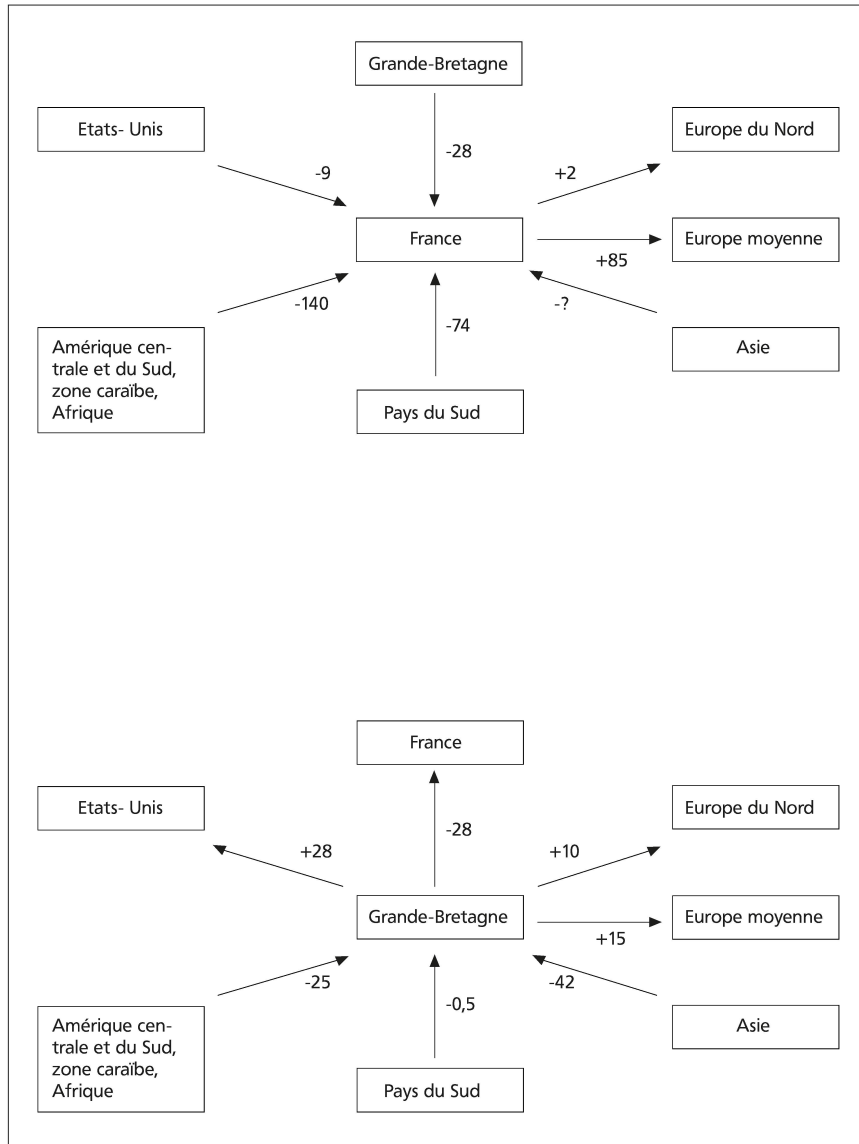 Grande-Bretagne
Etats- Unis
Europe du Nord
-28
-9
+2
France
Europe moyenne
+85
-140
-?
-74
Amérique cen-
trale et du Sud,
zone caraïbe,
Afrique
Asie
Pays du Sud
France
Etats- Unis
Europe du Nord
-28
+28
+10
Grande-Bretagne
Europe moyenne
+15
-25
-42
-0,5
Amérique cen-
trale et du Sud,
zone caraïbe,
Afrique
Asie
Pays du Sud